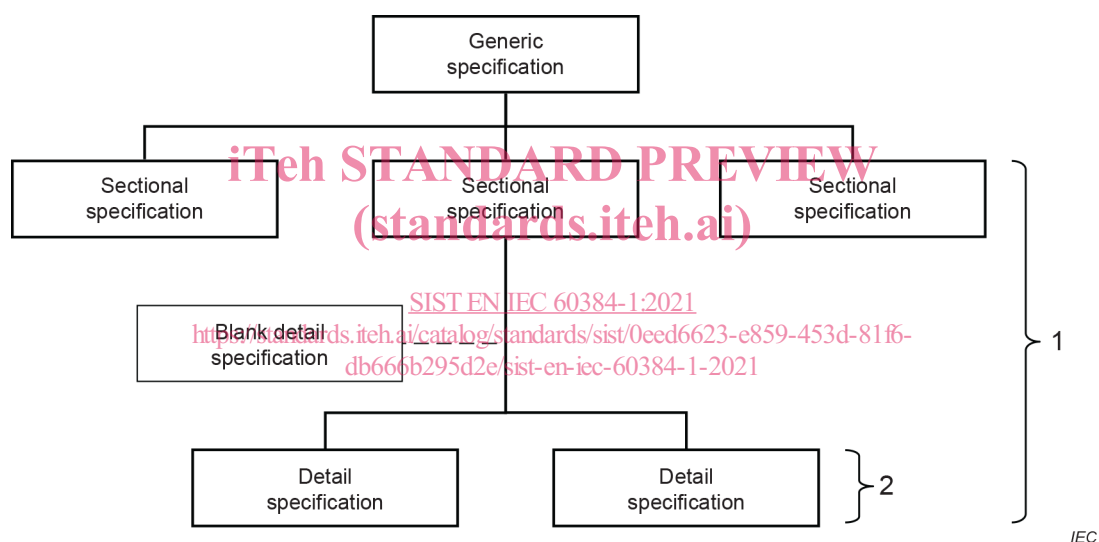 Generic
specification
iTeh STANDARD PREVIEW
(standards.iteh.ai)
Sectional
specification
Sectional
specification
Sectional
specification
SIST EN IEC 60384-1:2021
https://standards.iteh.ai/catalog/standards/sist/0eed6623-e859-453d-81f6-
db666b295d2e/sist-en-iec-60384-1-2021
Blank detail
specification
1
Detail
specification
Detail
specification
2
IEC